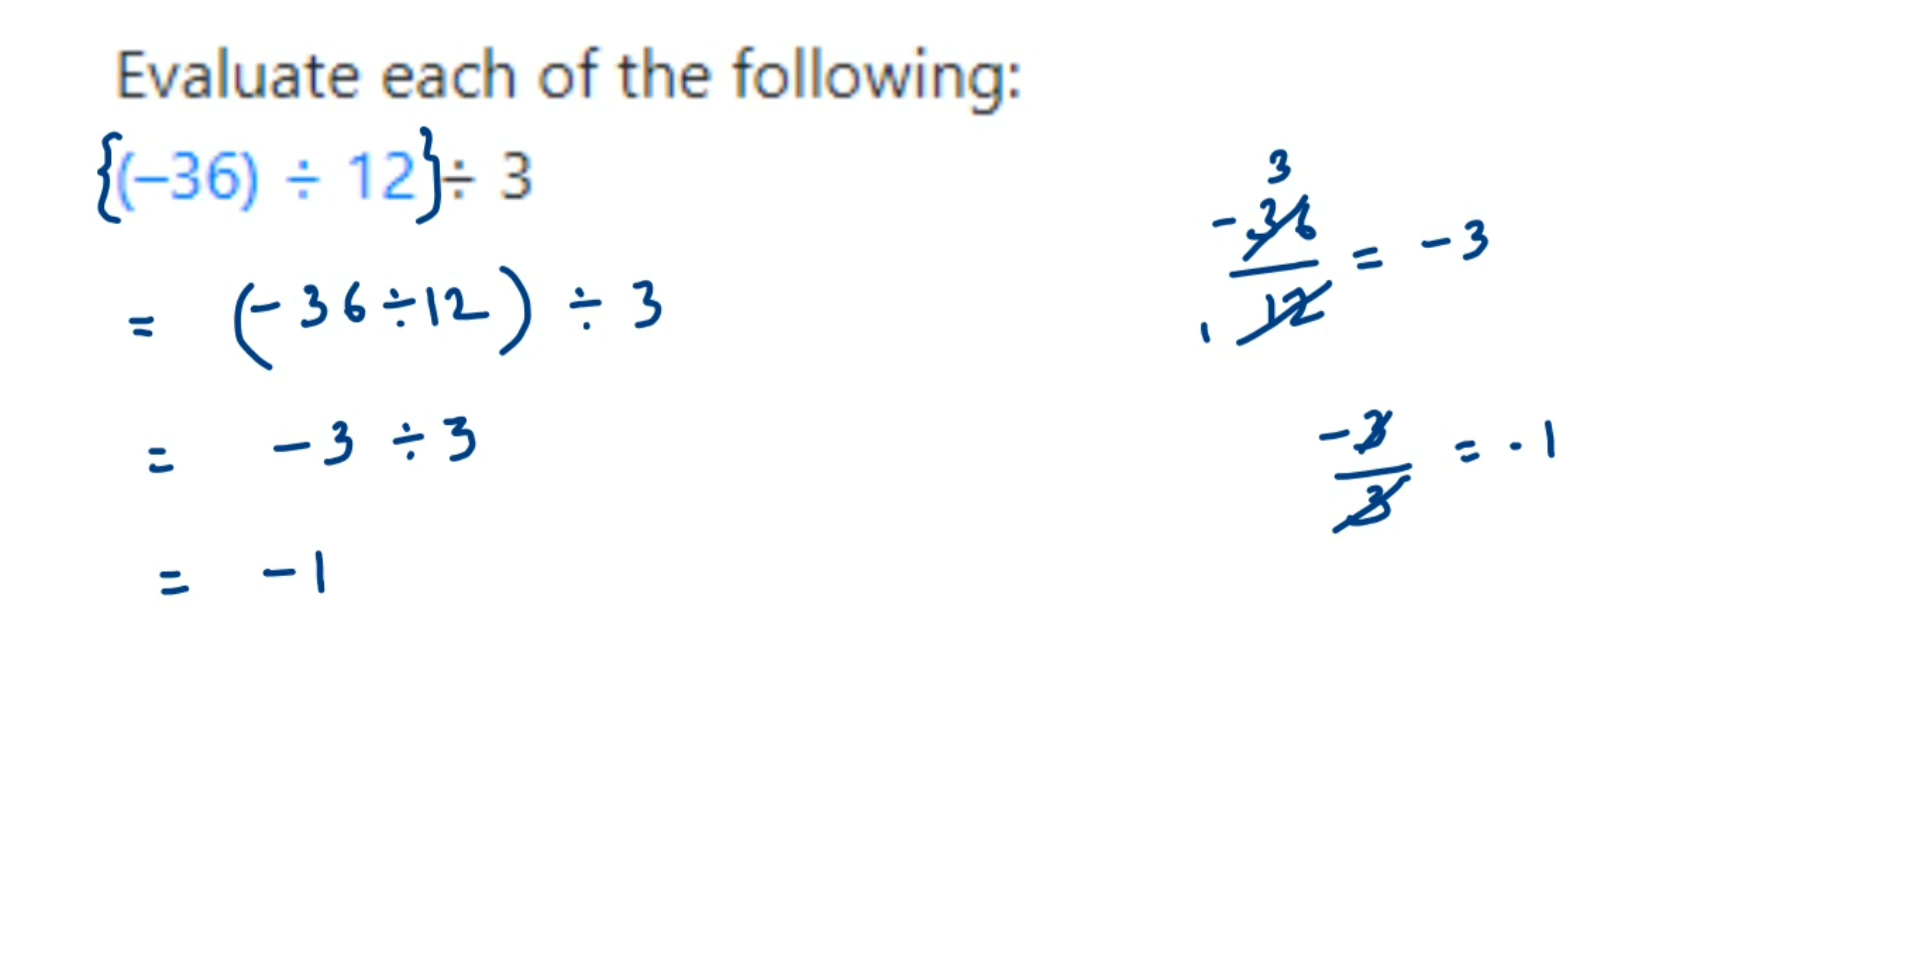 Evaluate each of the following:
{(–36) ÷ 12} ÷ 3
= (-36 ÷ 12) ÷ 3
= -3 ÷ 3
= -1
3
-36
= -3
1 12
-3
= -1
3